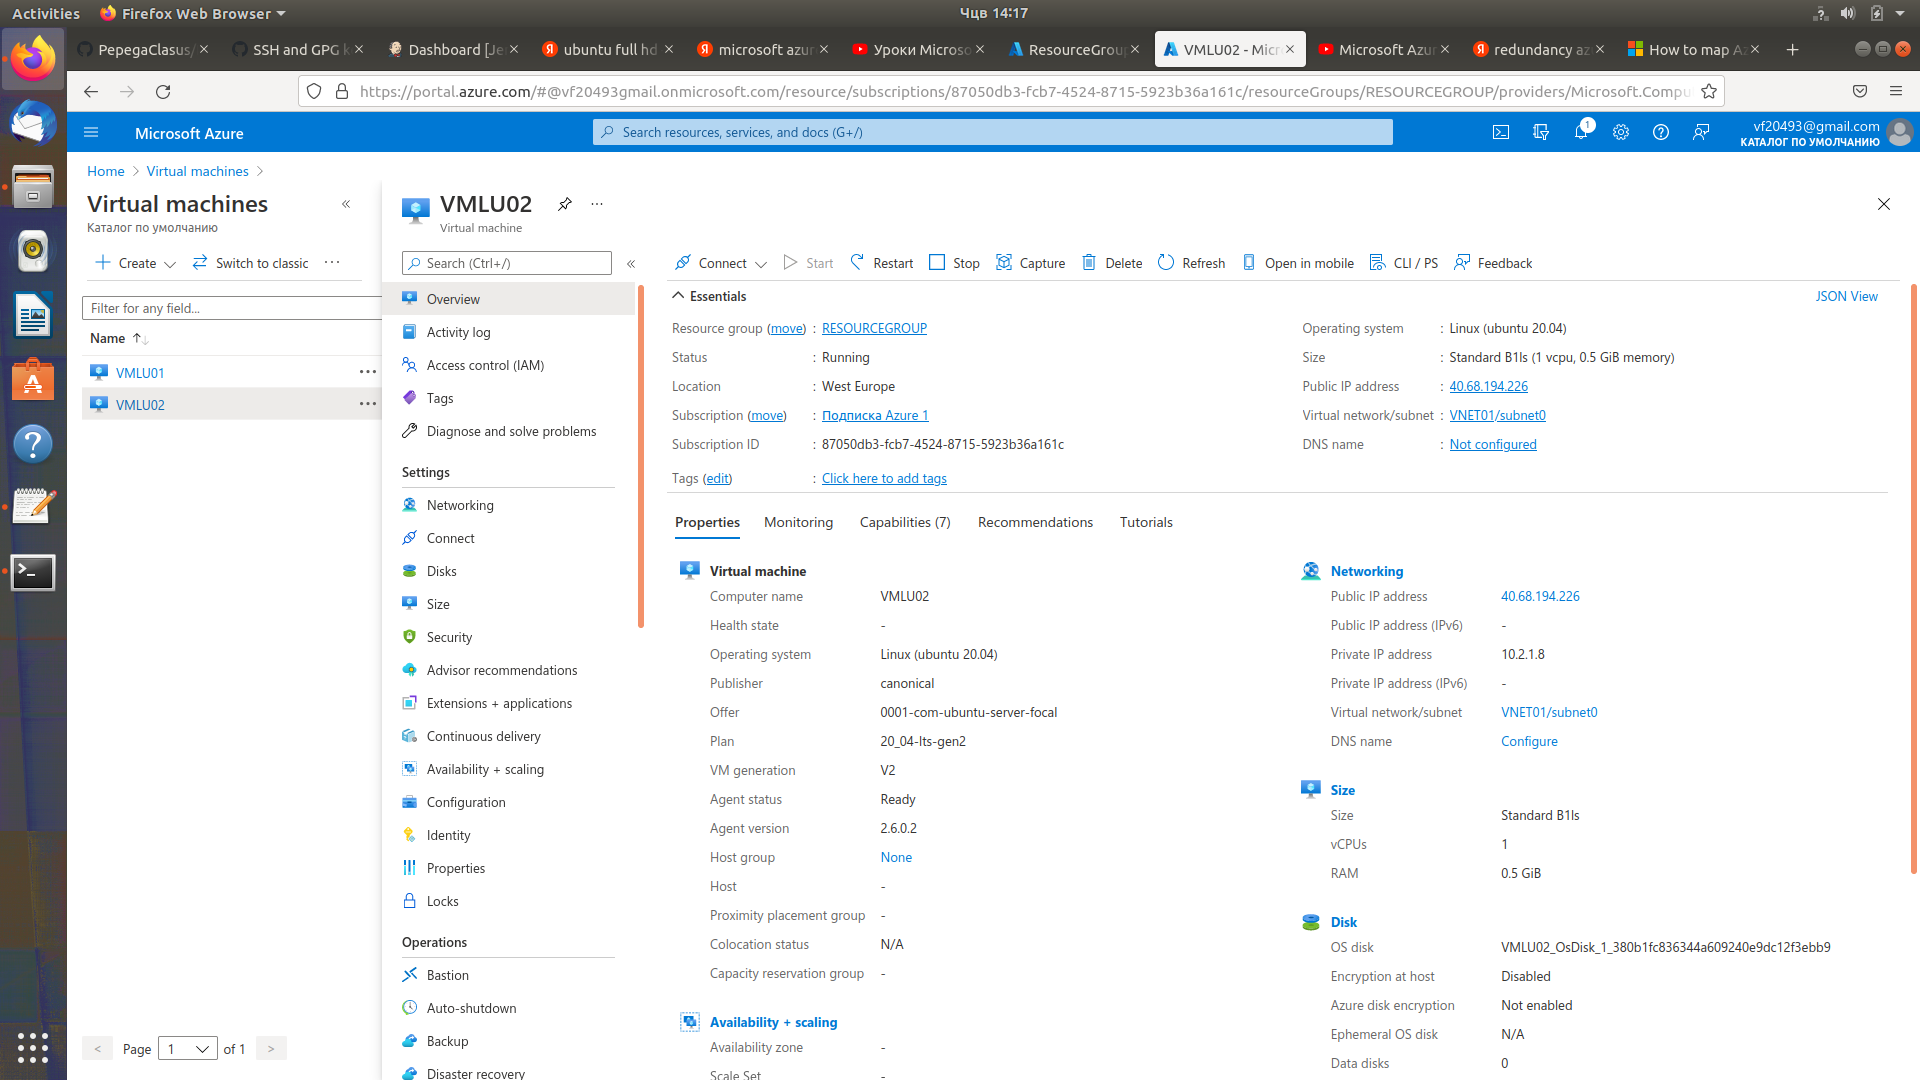 Activities
Firefox Web Browser
Чцв 14:17
PepegaClasus/
SSH and GPG k
Dashboard [Je
ubuntu full hd
microsoft azur
Уроки Microso
ResourceGroup
VMLU02 - Micr
Microsoft Azur
redundancy az
How to map Az
https://portal.azure.com/#@vf20493gmail.onmicrosoft.com/resource/subscriptions/87050db3-fcb7-4524-8715-5923b36a161c/resourceGroups/RESOURCEGROUP/providers/Microsoft.Compu
Microsoft Azure
Search resources, services, and docs (G+/)
1
vf20493@gmail.com
КАТАЛОГ ПО УМОЛЧАНИЮ
Home > Virtual machines >
Virtual machines
Каталог по умолчанию
Create
Switch to classic
Filter for any field...
Name
VMLU01
VMLU02
< Page 1 of 1 >
VMLU02
Virtual machine
Search (Ctrl+/)
Overview
Activity log
Access control (IAM)
Tags
Diagnose and solve problems
Settings
Networking
Connect
Disks
Size
Security
Advisor recommendations
Extensions + applications
Continuous delivery
Availability + scaling
Configuration
Identity
Properties
Locks
Operations
Bastion
Auto-shutdown
Backup
Disaster recovery
Connect
Start
Restart
Stop
Capture
Delete
Refresh
Open in mobile
CLI / PS
Feedback
Essentials
JSON View
Resource group (move) : RESOURCEGROUP
Status : Running
Location : West Europe
Subscription (move) : Подписка Azure 1
Subscription ID : 87050db3-fcb7-4524-8715-5923b36a161c
Tags (edit) : Click here to add tags
Operating system : Linux (ubuntu 20.04)
Size : Standard B1ls (1 vcpu, 0.5 GiB memory)
Public IP address : 40.68.194.226
Virtual network/subnet : VNET01/subnet0
DNS name : Not configured
Properties
Monitoring
Capabilities (7)
Recommendations
Tutorials
Virtual machine
Computer name VMLU02
Health state -
Operating system Linux (ubuntu 20.04)
Publisher canonical
Offer 0001-com-ubuntu-server-focal
Plan 20_04-lts-gen2
VM generation V2
Agent status Ready
Agent version 2.6.0.2
Host group None
Host -
Proximity placement group -
Colocation status N/A
Capacity reservation group -
Availability + scaling
Availability zone -
Scale Set -
Networking
Public IP address 40.68.194.226
Public IP address (IPv6) -
Private IP address 10.2.1.8
Private IP address (IPv6) -
Virtual network/subnet VNET01/subnet0
DNS name Configure
Size
Size Standard B1ls
vCPUs 1
RAM 0.5 GiB
Disk
OS disk VMLU02_OsDisk_1_380b1fc836344a609240e9dc12f3ebb9
Encryption at host Disabled
Azure disk encryption Not enabled
Ephemeral OS disk N/A
Data disks 0